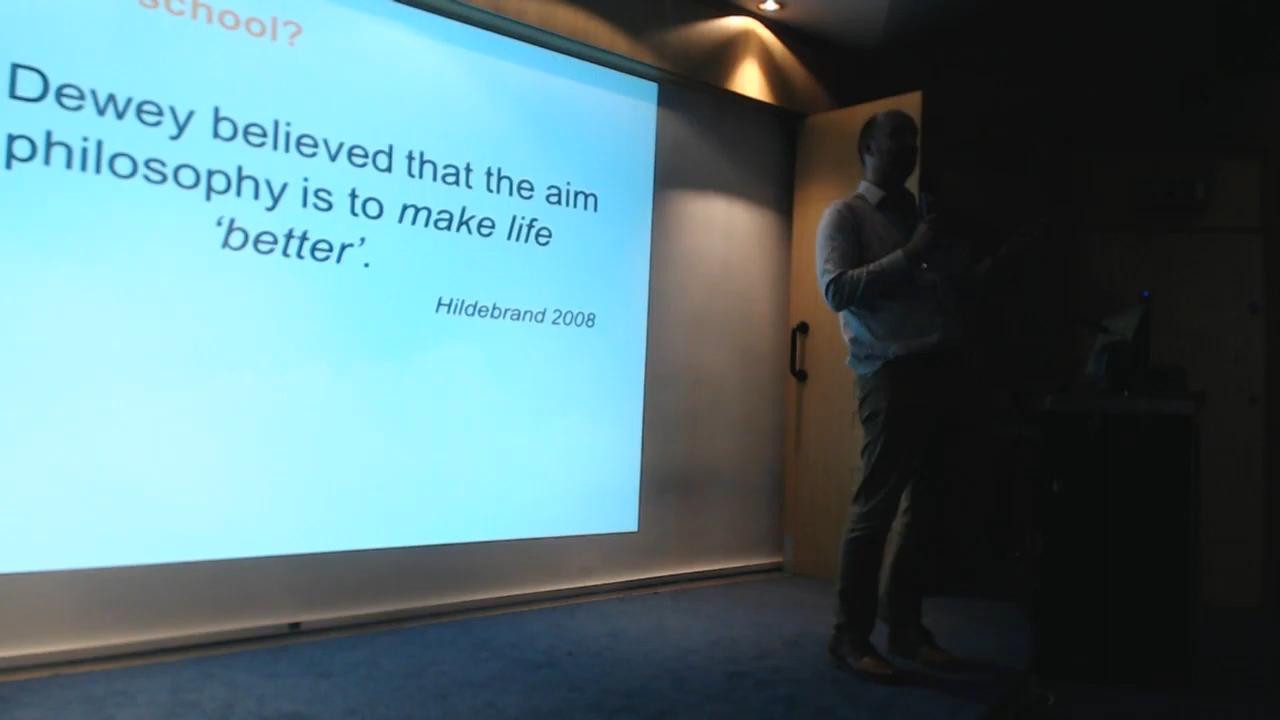 school?
Dewey believed that the aim
philosophy is to make life
‘better’.
Hildebrand 2008